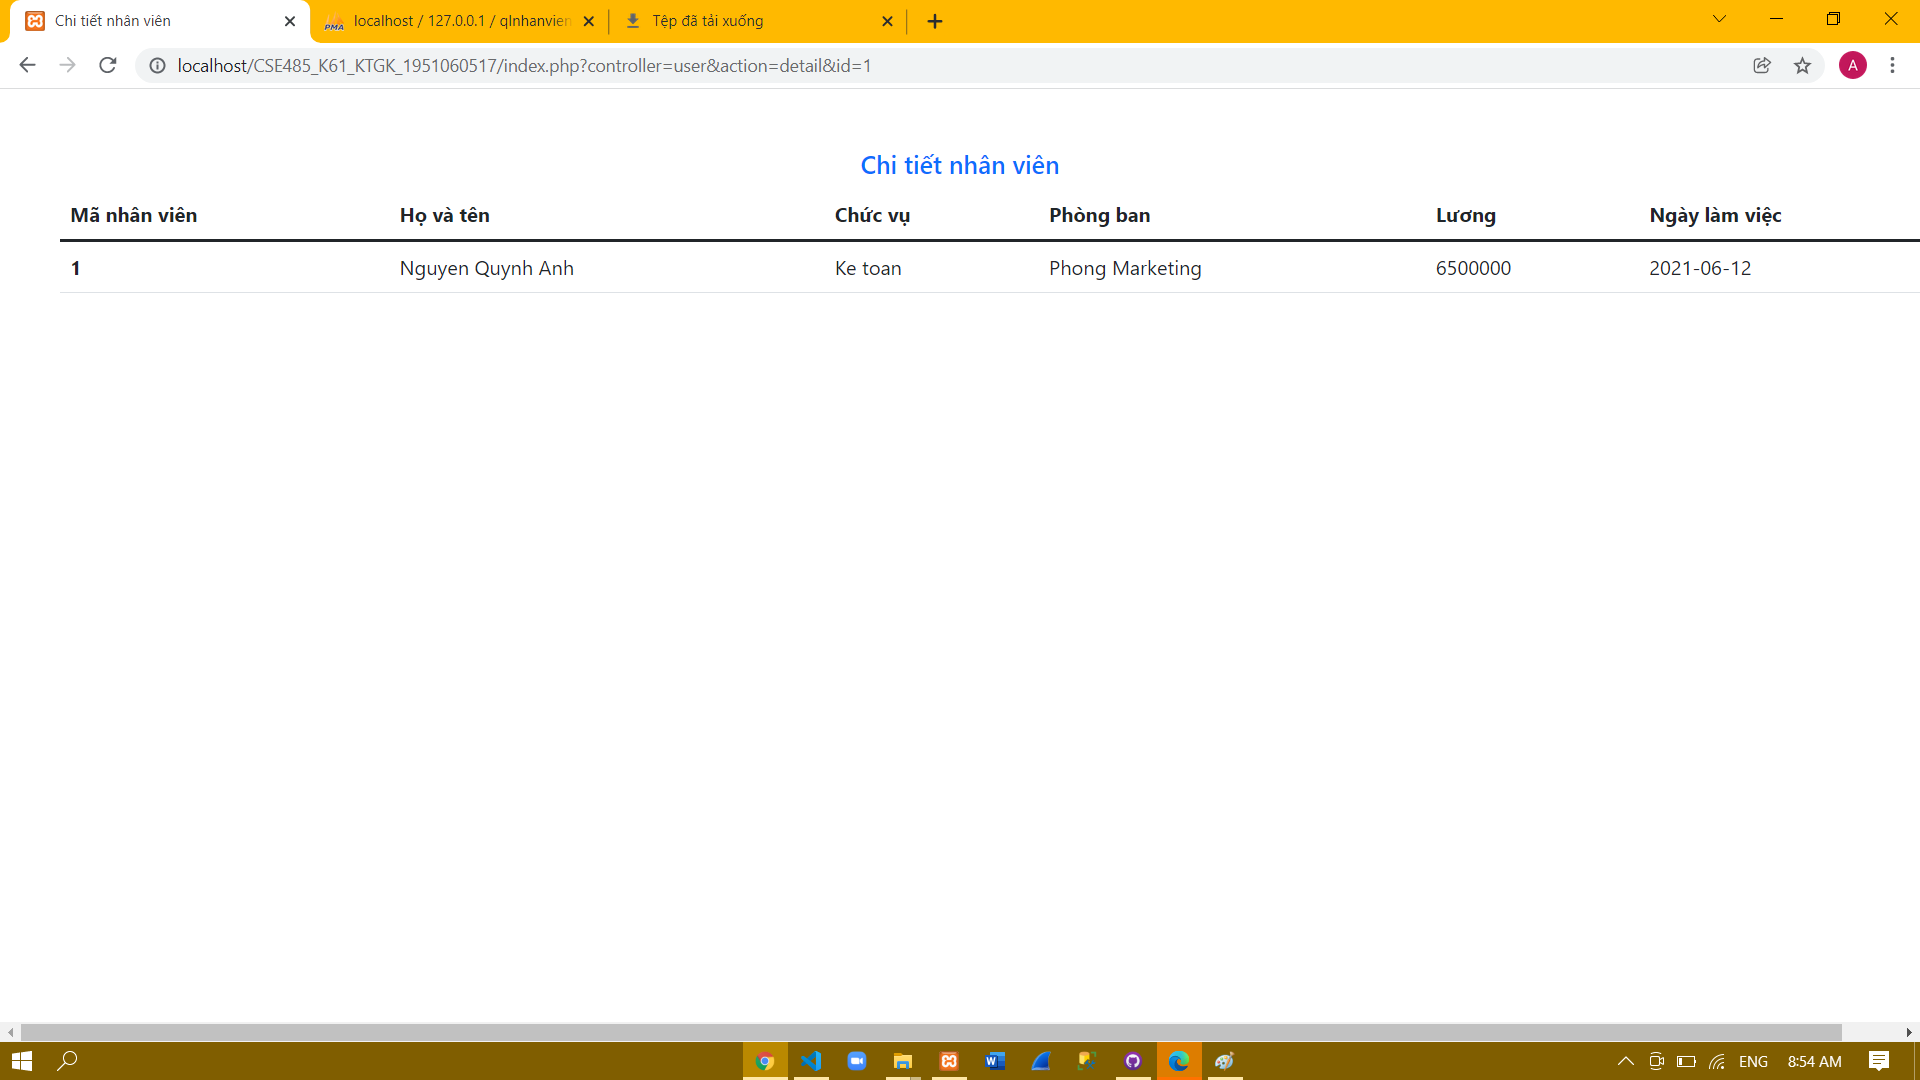 Chi tiết nhân viên
localhost / 127.0.0.1 / qlnhanvien
Tệp đã tải xuống
localhost/CSE485_K61_KTGK_1951060517/index.php?controller=user&action=detail&id=1
A
Chi tiết nhân viên
Mã nhân viên Họ và tên Chức vụ Phòng ban Lương Ngày làm việc
1 Nguyen Quynh Anh Ke toan Phong Marketing 6500000 2021-06-12
ENG 8:54 AM